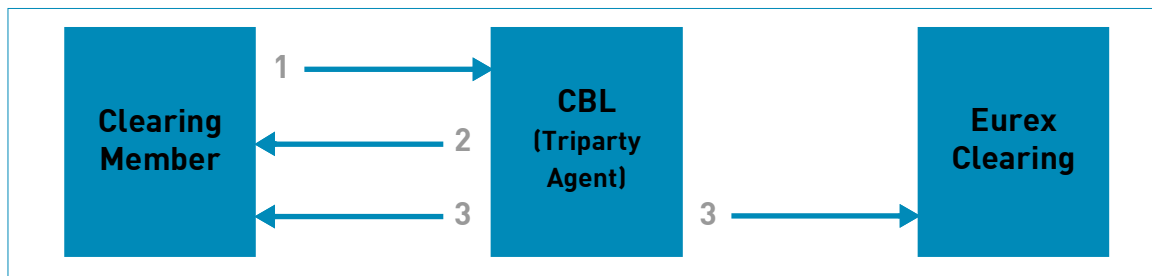 1
Clearing
Member
2
3
CBL
(Triparty
Agent)
3
Eurex
Clearing